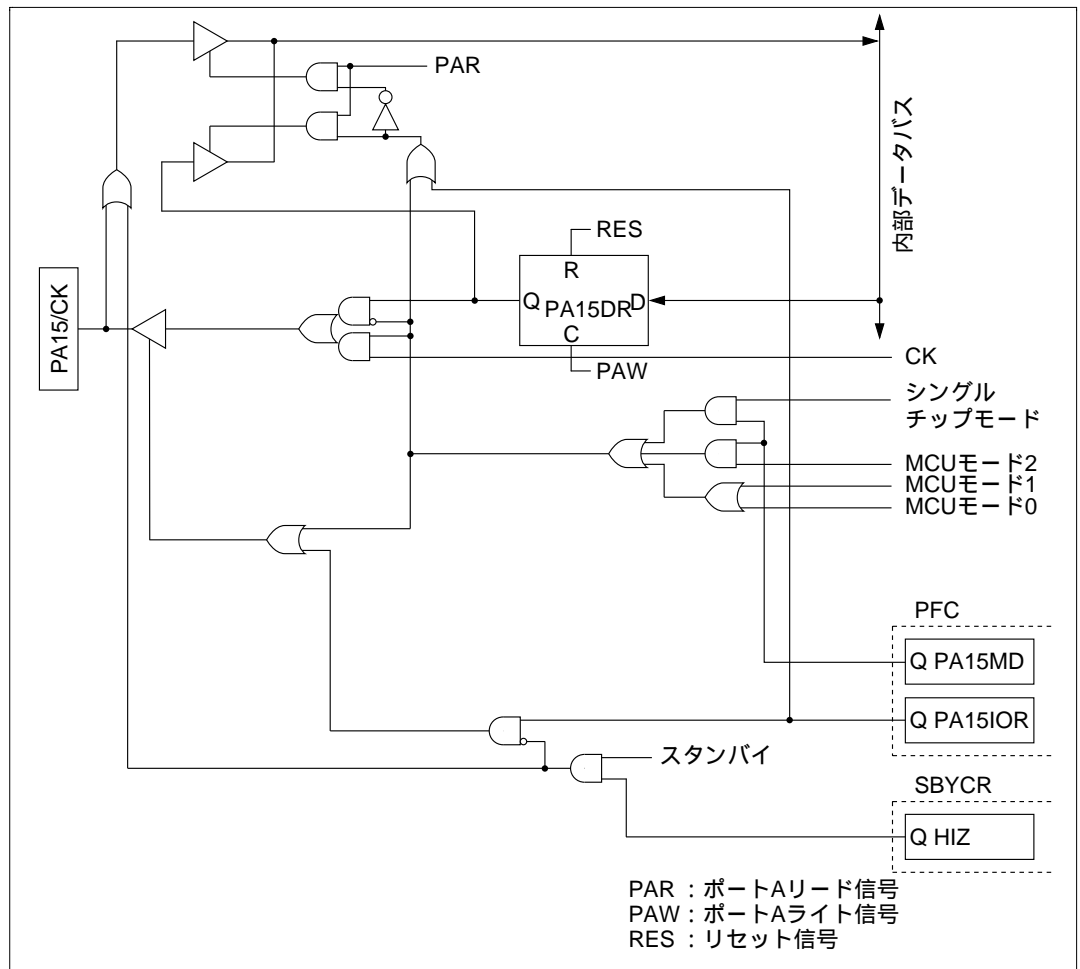 PAR
内部データバス
RES
R
Q PA15DR D
C
PAW
PA15/CK
CK
シングル
チップモード
MCUモード2
MCUモード1
MCUモード0
PFC
Q PA15MD
Q PA15IOR
スタンバイ
SBYCR
Q HIZ
PAR : ポートAリード信号
PAW : ポートAライト信号
RES : リセット信号